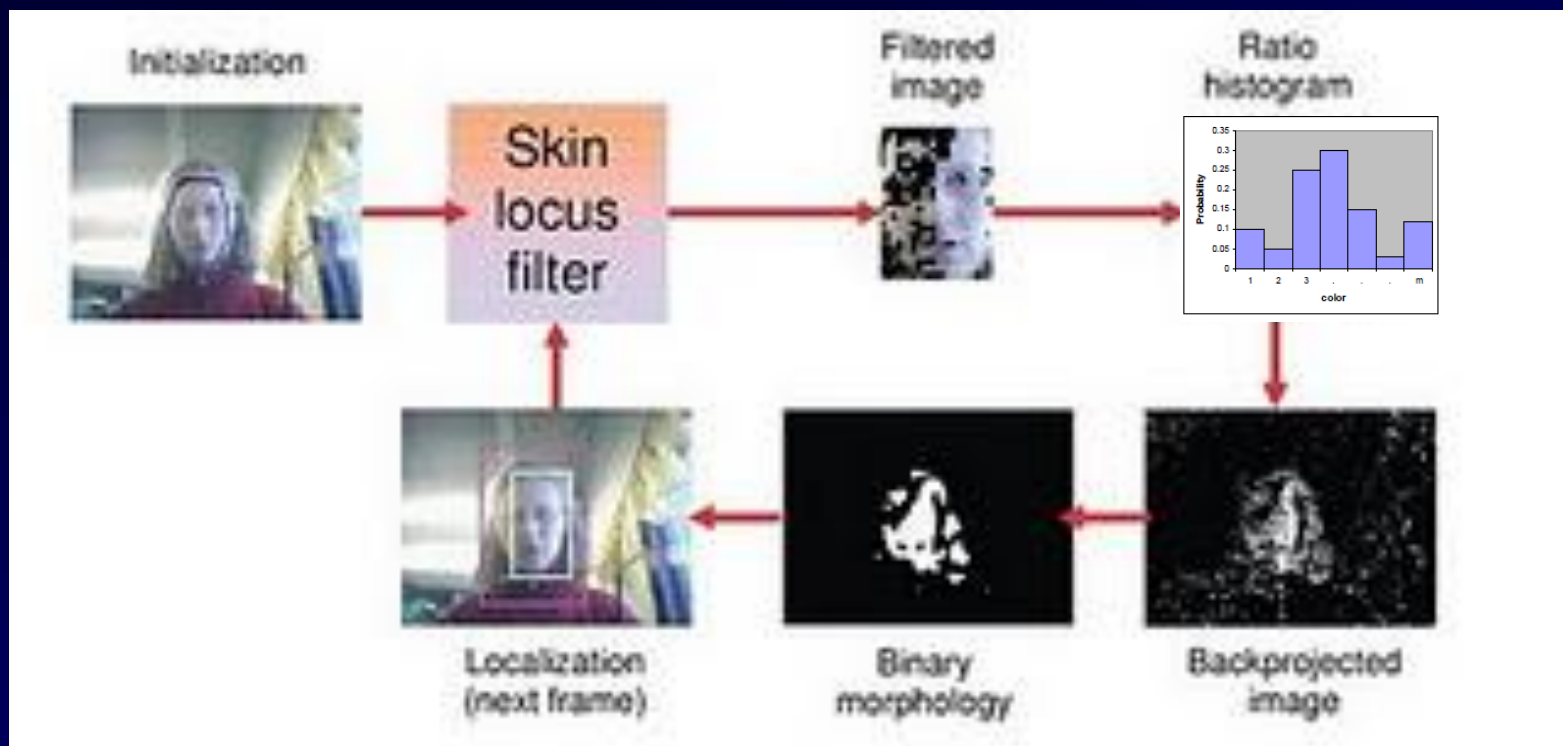 Initialization
Skin
locus
filter
Filtered
image
Ratio
histogram
0.35
0.3
0.25
0.2
0.15
0.1
0.05
0
Probability
1 2 3 . . . m
color
Localization
(next frame)
Binary
morphology
Backprojected
image